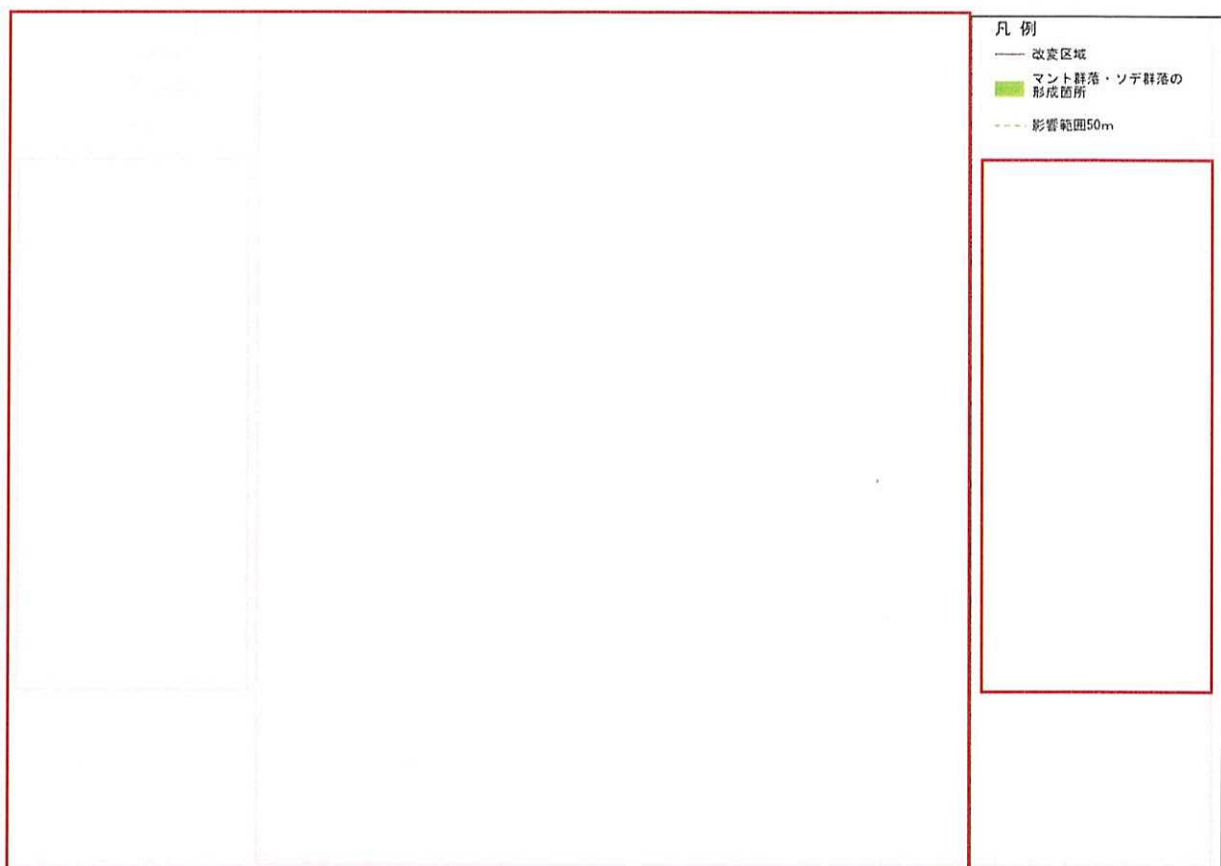 凡 例
改変区域
マント群落・ソデ群落の
形成箇所
影響範囲50m